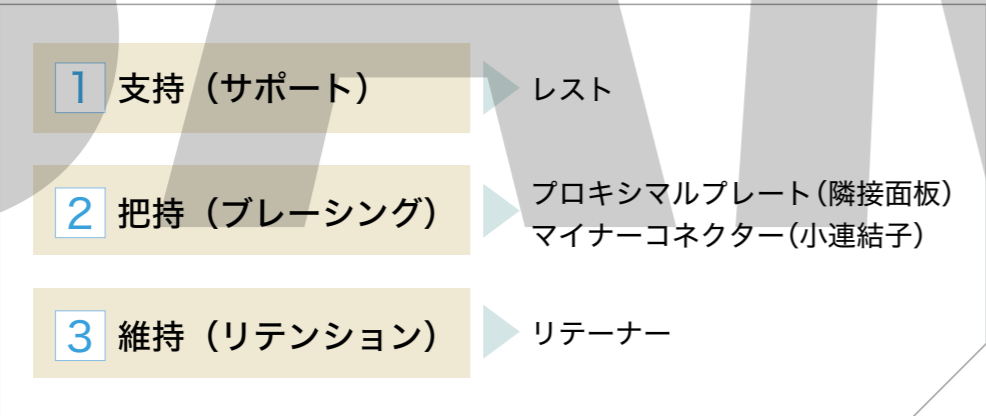 1 支持（サポート） レスト
2 把持（ブレーシング） プロキシマルプレート（隣接面板）
マイナーコネクター（小連結子）
3 維持（リテンション） リテーナー